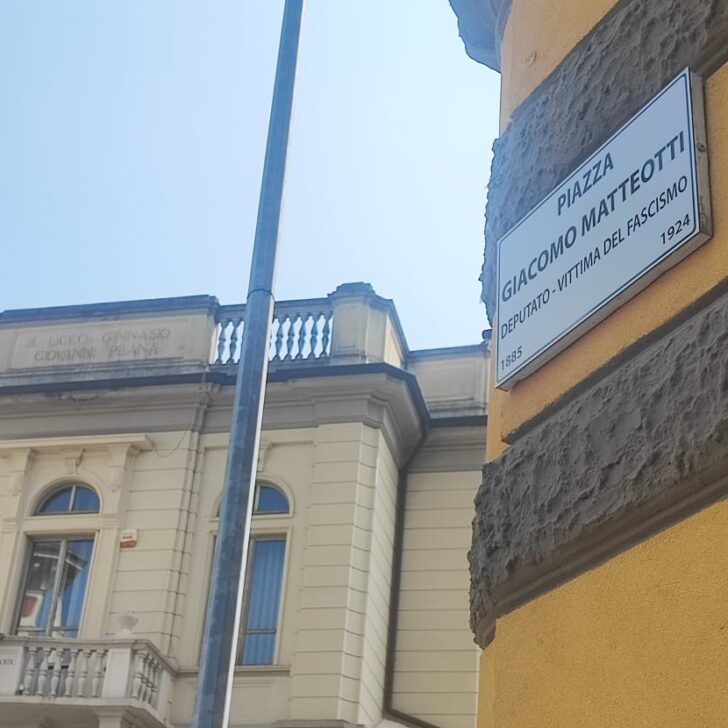 PIAZZA
GIACOMO MATTEOTTI
DEPUTATO - VITTIMA DEL FASCISMO
1885
1924
LICEO GINNASIO
GIOVANNI PLANA